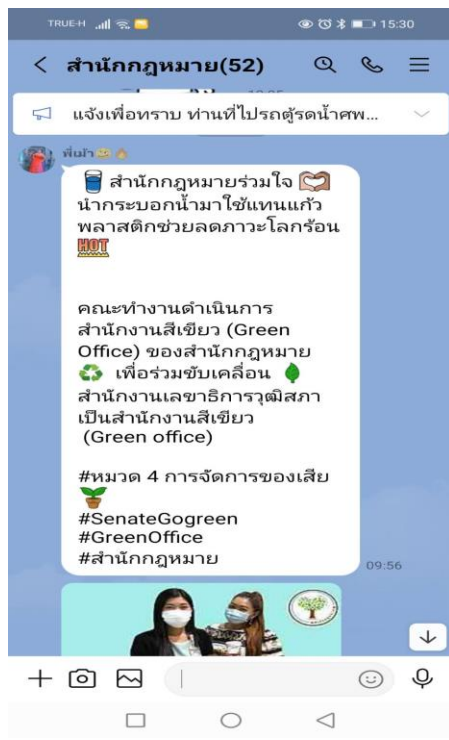 TRUE-H 15:30
สำนักกฎหมาย(52)
แจ้งเพื่อทราบ ท่านที่ไปรถตู้รดน้ำศพ...
พี่เม้า
🥛 สำนักกฎหมายร่วมใจ
นำกระบอกน้ำมาใช้แทนแก้ว
พลาสติกช่วยลดภาวะโลกร้อน
HOT
คณะทำงานดำเนินการ
สำนักงานสีเขียว (Green
Office) ของสำนักกฎหมาย
♻️ เพื่อร่วมขับเคลื่อน
สำนักงานเลขาธิการวุฒิสภา
เป็นสำนักงานสีเขียว
(Green office)
#หมวด 4 การจัดการของเสีย
#SenateGogreen
#GreenOffice
#สำนักกฎหมาย
09:56